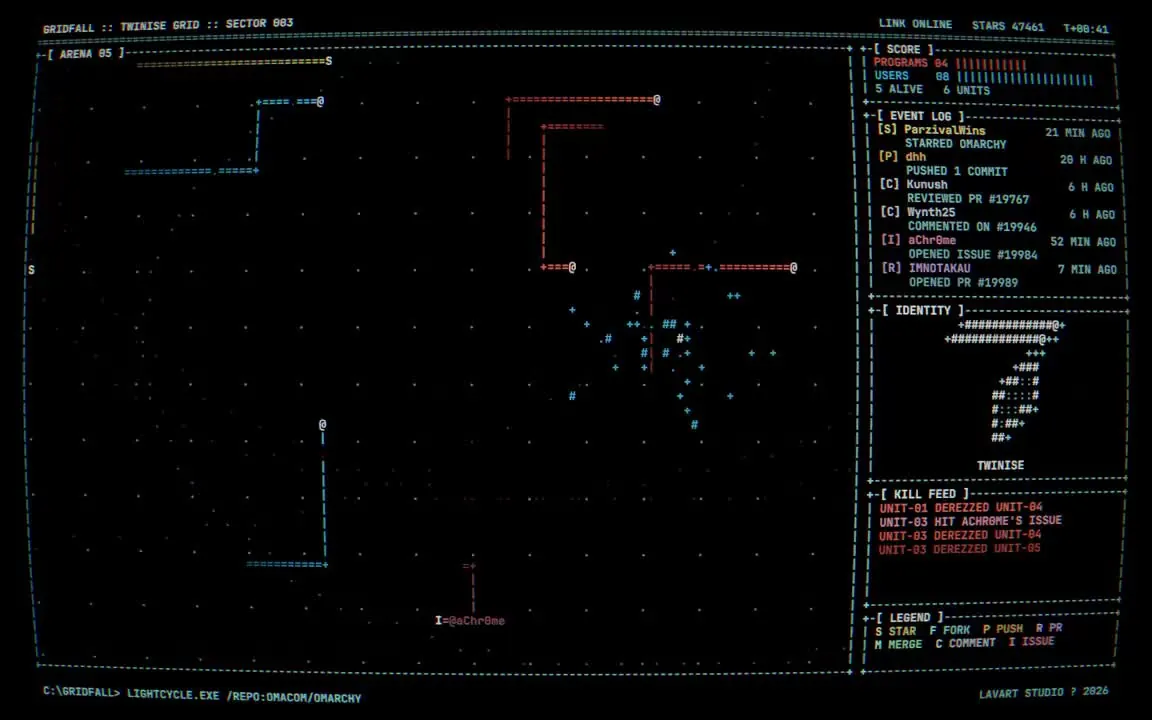 GRIDFALL :: TWINISE GRID :: SECTOR 003
LINK ONLINE STARS 47461 T+00:41
[ ARENA 05 ]
S
S
I=@aChr0me
[ SCORE ]
PROGRAMS 04
USERS 08
5 ALIVE 6 UNITS
[ EVENT LOG ]
[S] ParzivalWins 21 MIN AGO
STARRED OMARCHY
[P] dhh 20 H AGO
PUSHED 1 COMMIT
[C] Kunush 6 H AGO
REVIEWED PR #19767
[C] Wynth25 6 H AGO
COMMENTED ON #19946
[I] aChr0me 52 MIN AGO
OPENED ISSUE #19984
[R] IMNOTAKAU 7 MIN AGO
OPENED PR #19989
[ IDENTITY ]
TWINISE
[ KILL FEED ]
UNIT-01 DEREZZED UNIT-04
UNIT-03 HIT ACHR0ME'S ISSUE
UNIT-03 DEREZZED UNIT-04
UNIT-03 DEREZZED UNIT-05
[ LEGEND ]
S STAR F FORK P PUSH R PR
M MERGE C COMMENT I ISSUE
C:\GRIDFALL> LIGHTCYCLE.EXE /REPO:OMACOM/OMARCHY
LAVART STUDIO ? 2026